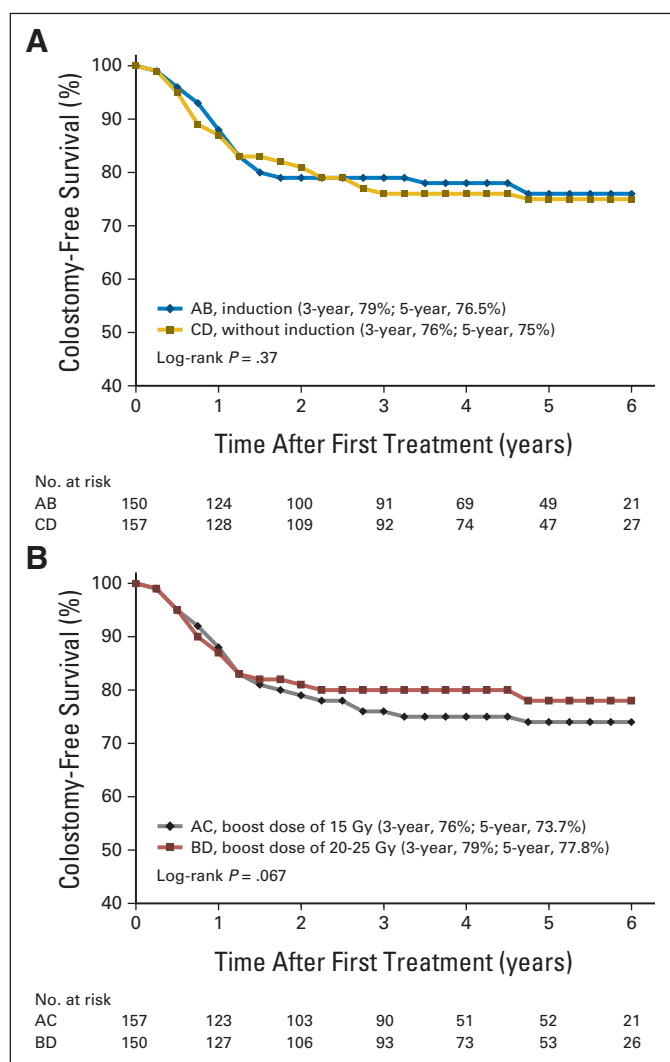 A
Colostomy-Free Survival (%)
100
90
80
70
60
50
40
AB, induction (3-year, 79%; 5-year, 76.5%)
CD, without induction (3-year, 76%; 5-year, 75%)
Log-rank P = .37
0 1 2 3 4 5 6
Time After First Treatment (years)
No. at risk
AB 150 124 100 91 69 49 21
CD 157 128 109 92 74 47 27
B
Colostomy-Free Survival (%)
100
90
80
70
60
50
40
AC, boost dose of 15 Gy (3-year, 76%; 5-year, 73.7%)
BD, boost dose of 20-25 Gy (3-year, 79%; 5-year, 77.8%)
Log-rank P = .067
0 1 2 3 4 5 6
Time After First Treatment (years)
No. at risk
AC 157 123 103 90 51 52 21
BD 150 127 106 93 73 53 26